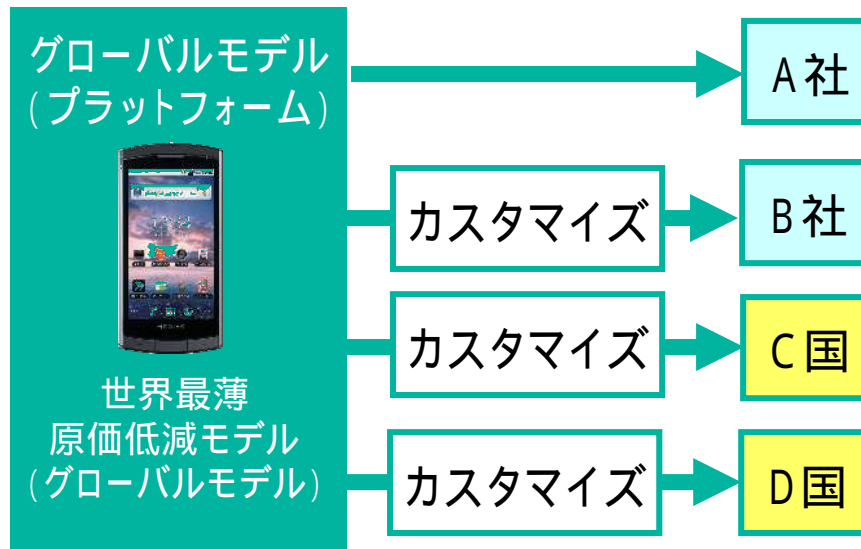 グローバルモデル
(プラットフォーム)
世界最薄
原価低減モデル
(グローバルモデル)
A社
カスタマイズ
B社
カスタマイズ
C国
カスタマイズ
D国